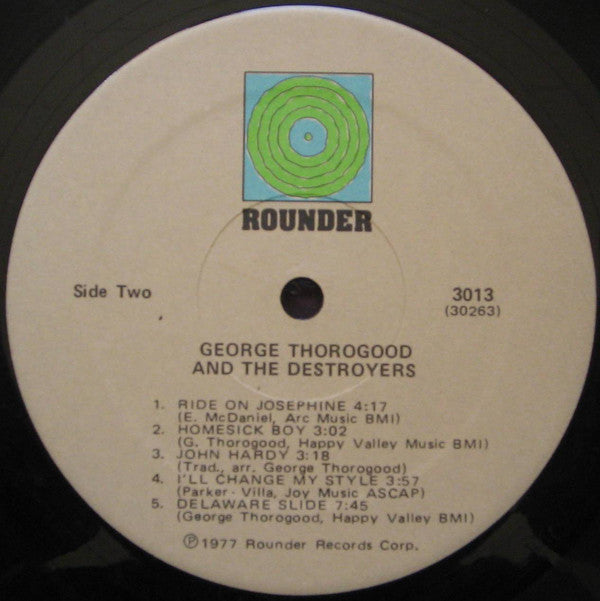 ROUNDER
Side Two
3013
(30263)
GEORGE THOROGOOD
AND THE DESTROYERS
1. RIDE ON JOSEPHINE 4:17
(E. McDaniel, Arc Music BMI)
2. HOMESICK BOY 3:02
(G. Thorogood, Happy Valley Music BMI)
3. JOHN HARDY 3:18
(Trad., arr. George Thorogood)
4. I'LL CHANGE MY STYLE 3:57
(Parker - Villa, Joy Music ASCAP)
5. DELAWARE SLIDE 7:45
(George Thorogood, Happy Valley BMI)
℗1977 Rounder Records Corp.